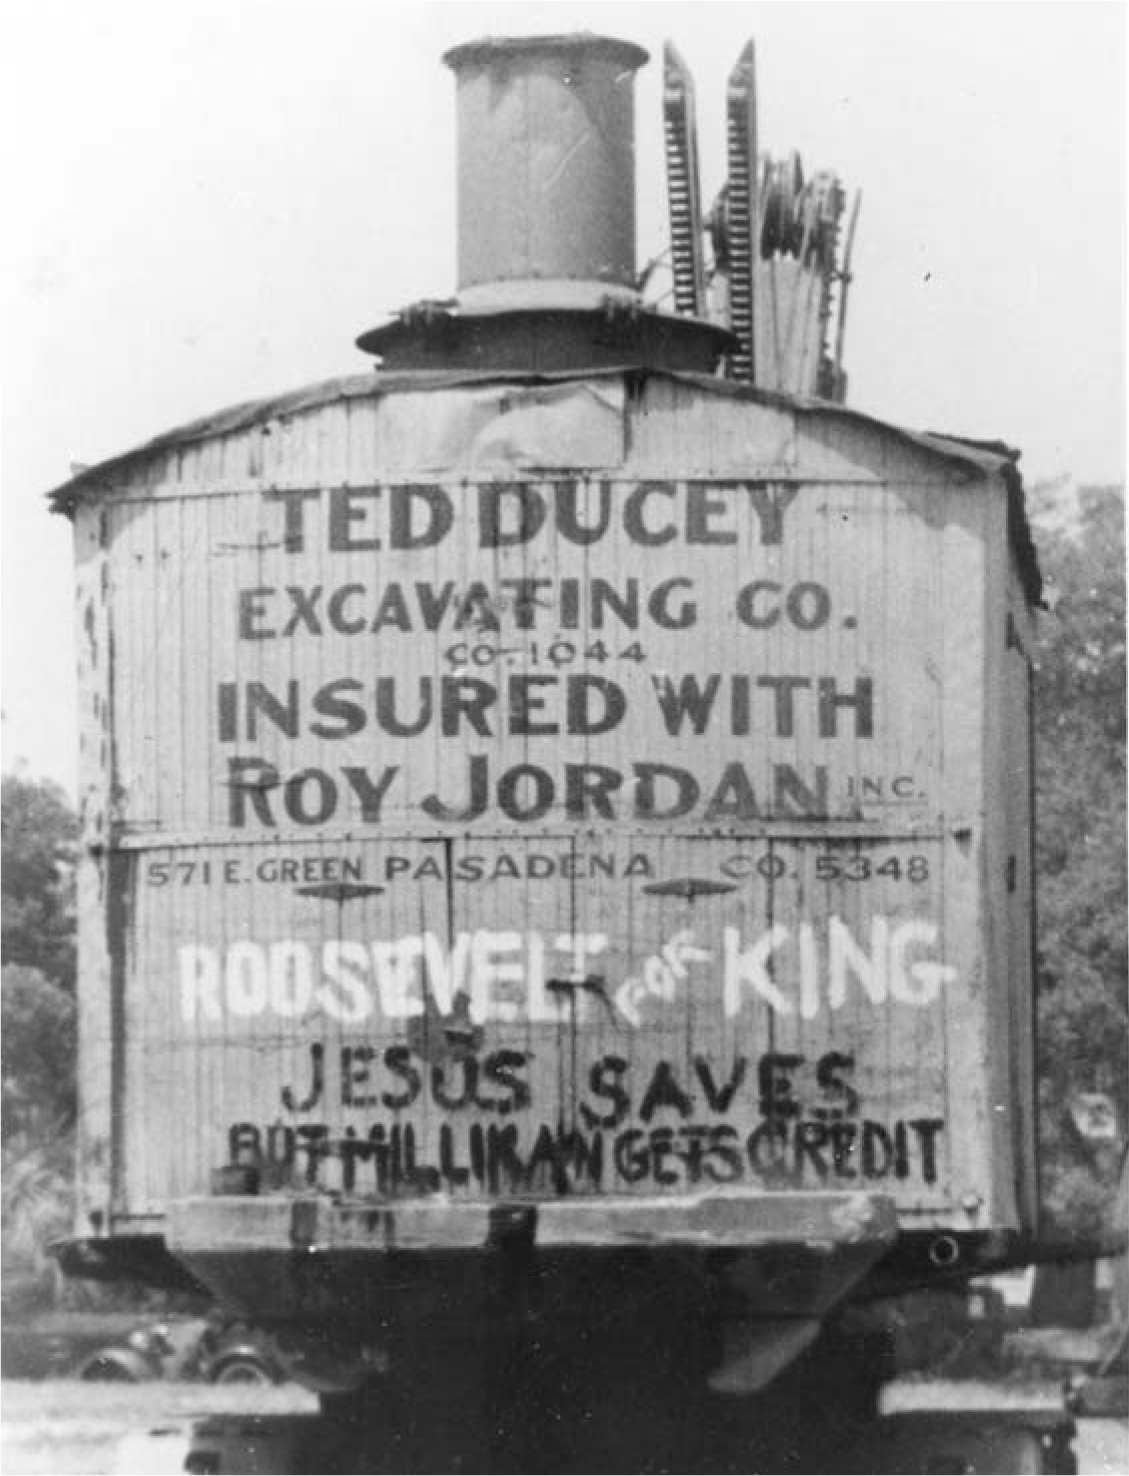 TED DUCEY
EXCAVATING CO.
CO. 1044
INSURED WITH
ROY JORDAN INC.
571 E. GREEN PASADENA CO. 5348
ROOSEVELT FOR KING
JESUS SAVES
BUT MILLIKAN GETS CREDIT